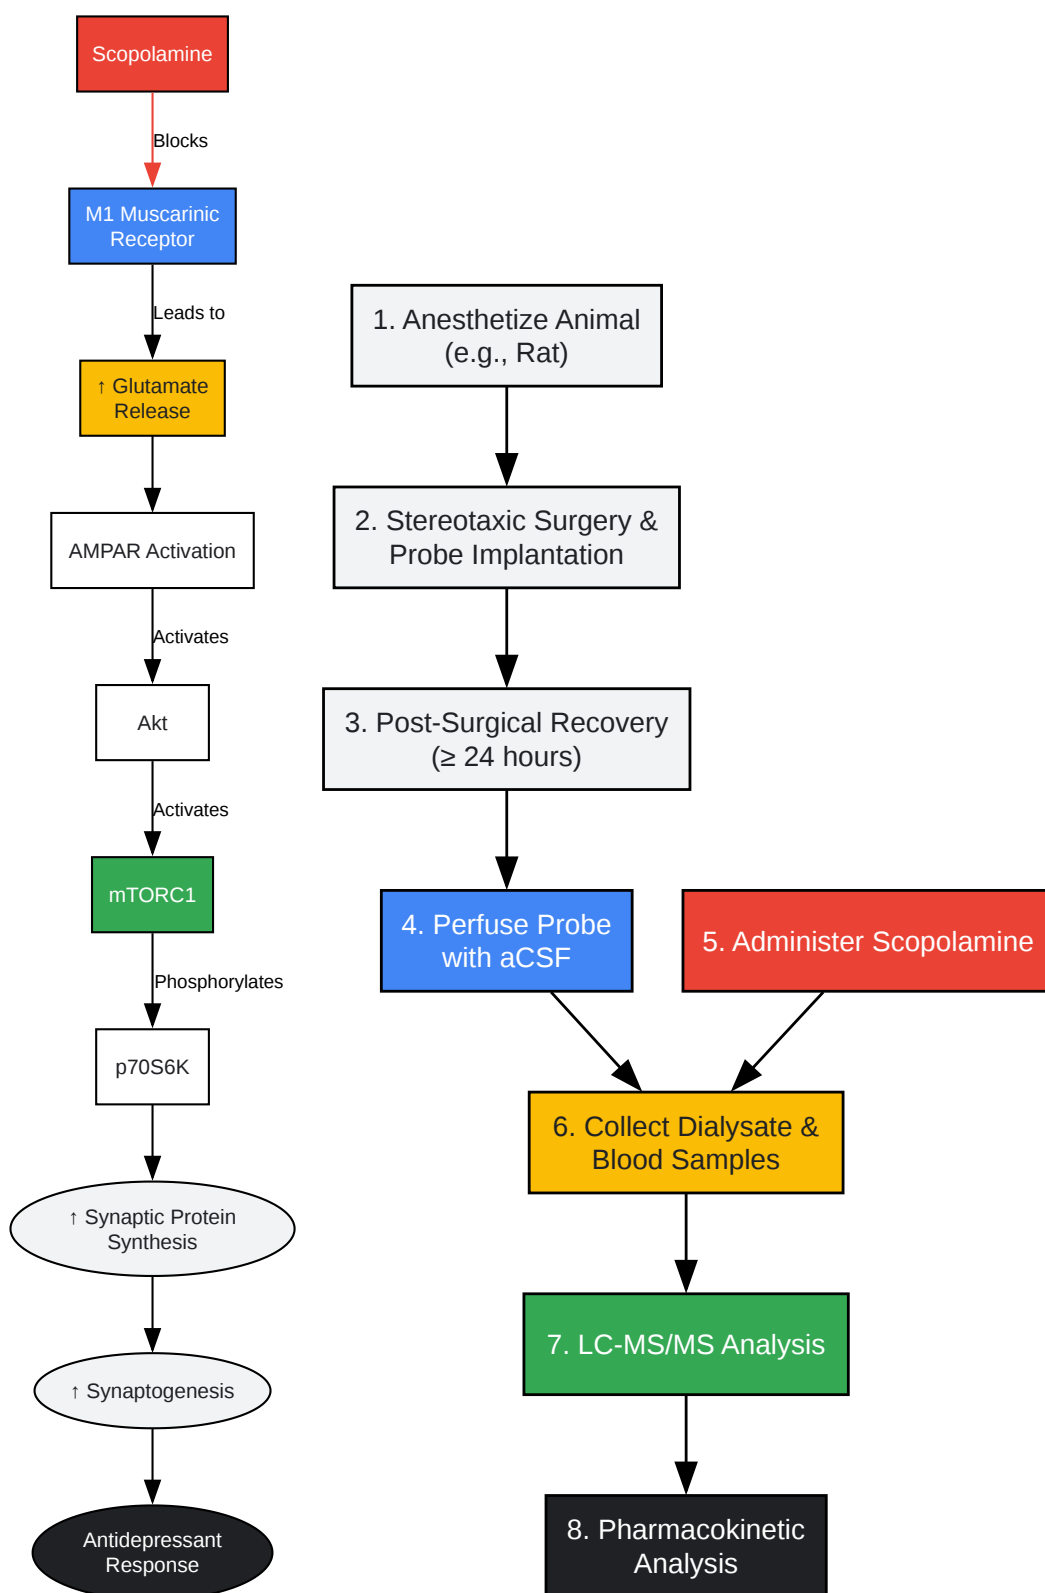 Scopolamine
Blocks
M1 Muscarinic
Receptor
Leads to
↑ Glutamate
Release
AMPAR Activation
Activates
Akt
Activates
mTORC1
Phosphorylates
p70S6K
↑ Synaptic Protein
Synthesis
↑ Synaptogenesis
Antidepressant
Response
1. Anesthetize Animal
(e.g., Rat)
2. Stereotaxic Surgery &
Probe Implantation
3. Post-Surgical Recovery
(≥ 24 hours)
4. Perfuse Probe
with aCSF
5. Administer Scopolamine
6. Collect Dialysate &
Blood Samples
7. LC-MS/MS Analysis
8. Pharmacokinetic
Analysis